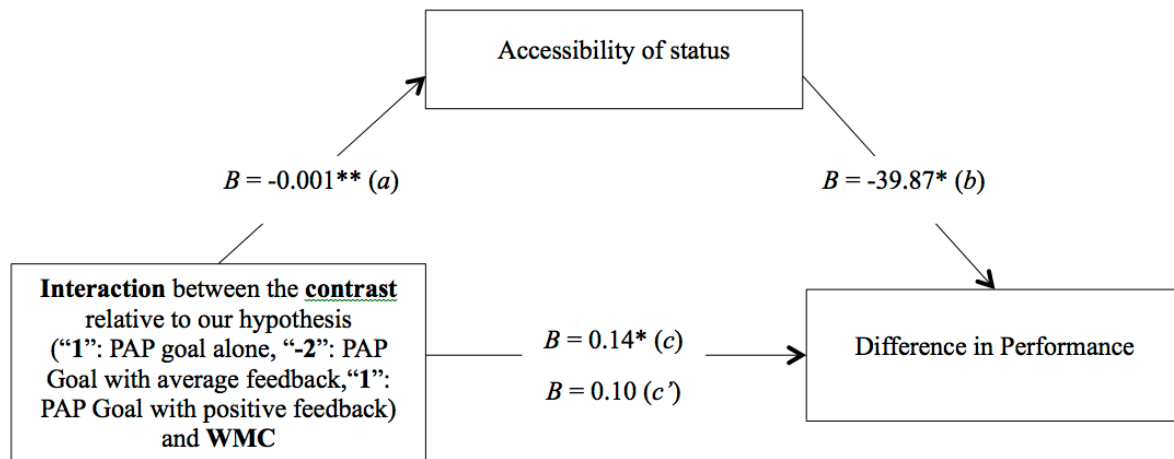 Accessibility of status
B = -0.001** (a)
B = -39.87* (b)
Interaction between the contrast
relative to our hypothesis
(“1”: PAP goal alone, “-2”: PAP
Goal with average feedback,“1”:
PAP Goal with positive feedback)
and WMC
B = 0.14* (c)
B = 0.10 (c’)
Difference in Performance